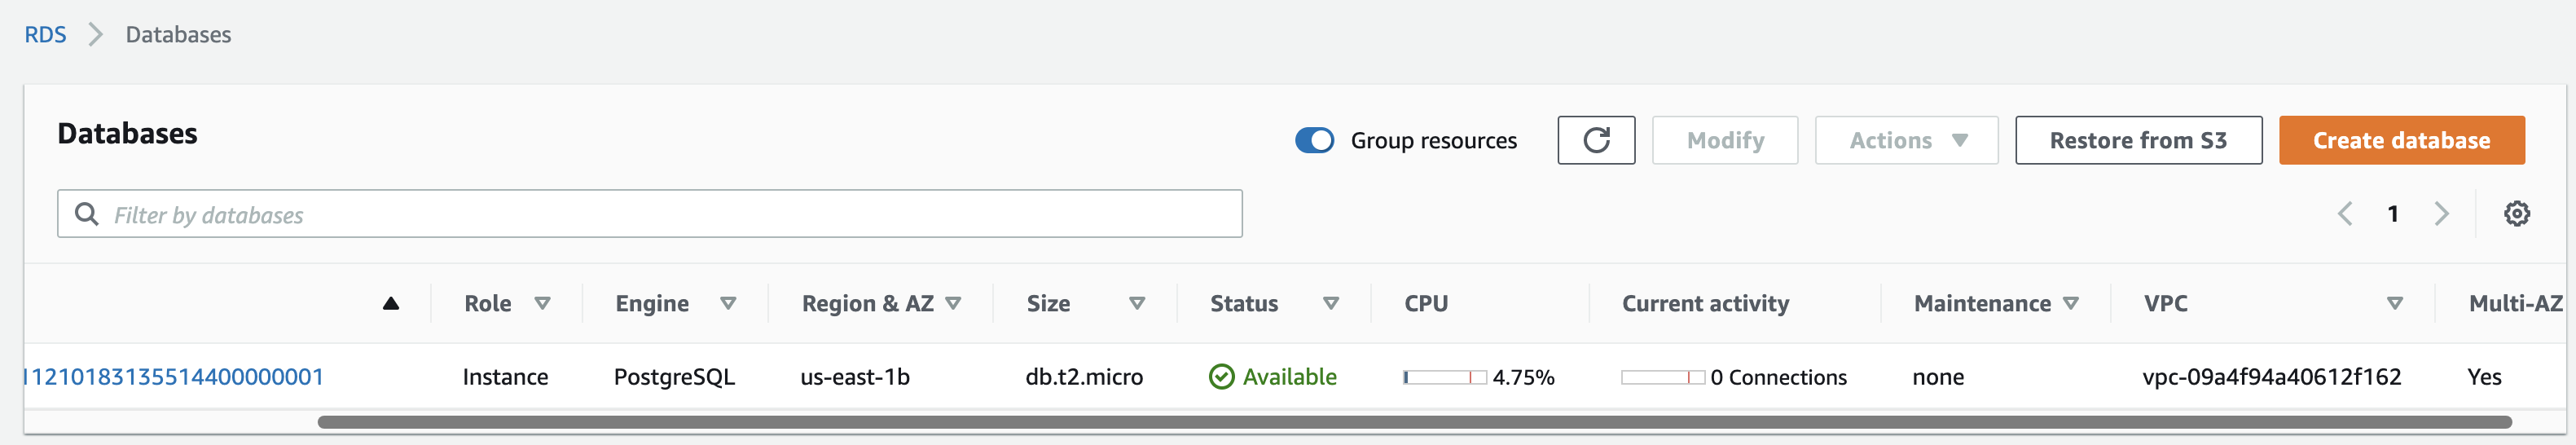 RDS > Databases
Databases
Group resources
Modify
Actions
Restore from S3
Create database
Filter by databases
1
Role Engine Region & AZ Size Status CPU Current activity Maintenance VPC Multi-AZ
11210183135514400000001 Instance PostgreSQL us-east-1b db.t2.micro Available 4.75% 0 Connections none vpc-09a4f94a40612f162 Yes